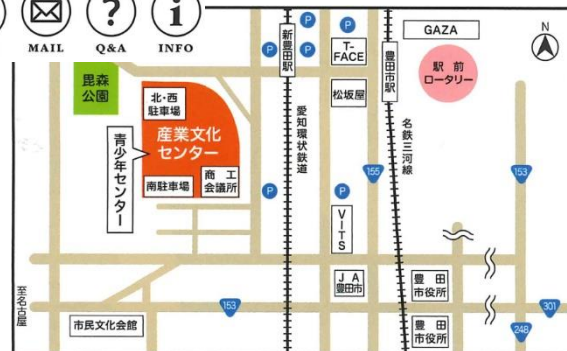 MAIL
Q&A
INFO
N
GAZA
駅前
ロータリー
T-
FACE
松坂屋
新豊田駅
豊田市駅
P
P
P
P
P
P
P
毘森
公園
北・西
駐車場
産業文化
センター
青少年センター
南駐車場
商工
会議所
愛知環状鉄道
名鉄三河線
155
153
VITS
JA
豊田市
豊田
市役所
豊田
市役所
至名古屋
153
市民文化会館
301
248